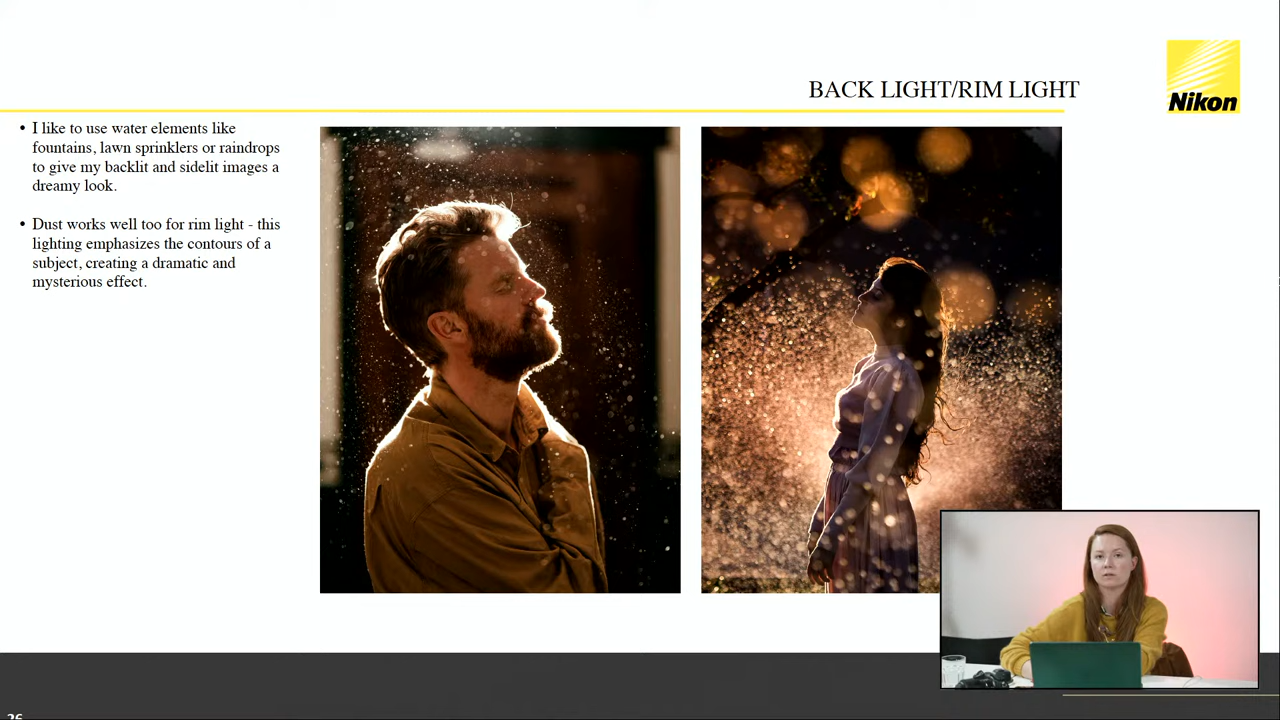 BACK LIGHT/RIM LIGHT
Nikon
• I like to use water elements like
fountains, lawn sprinklers or raindrops
to give my backlit and sidelit images a
dreamy look.
• Dust works well too for rim light - this
lighting emphasizes the contours of a
subject, creating a dramatic and
mysterious effect.
26